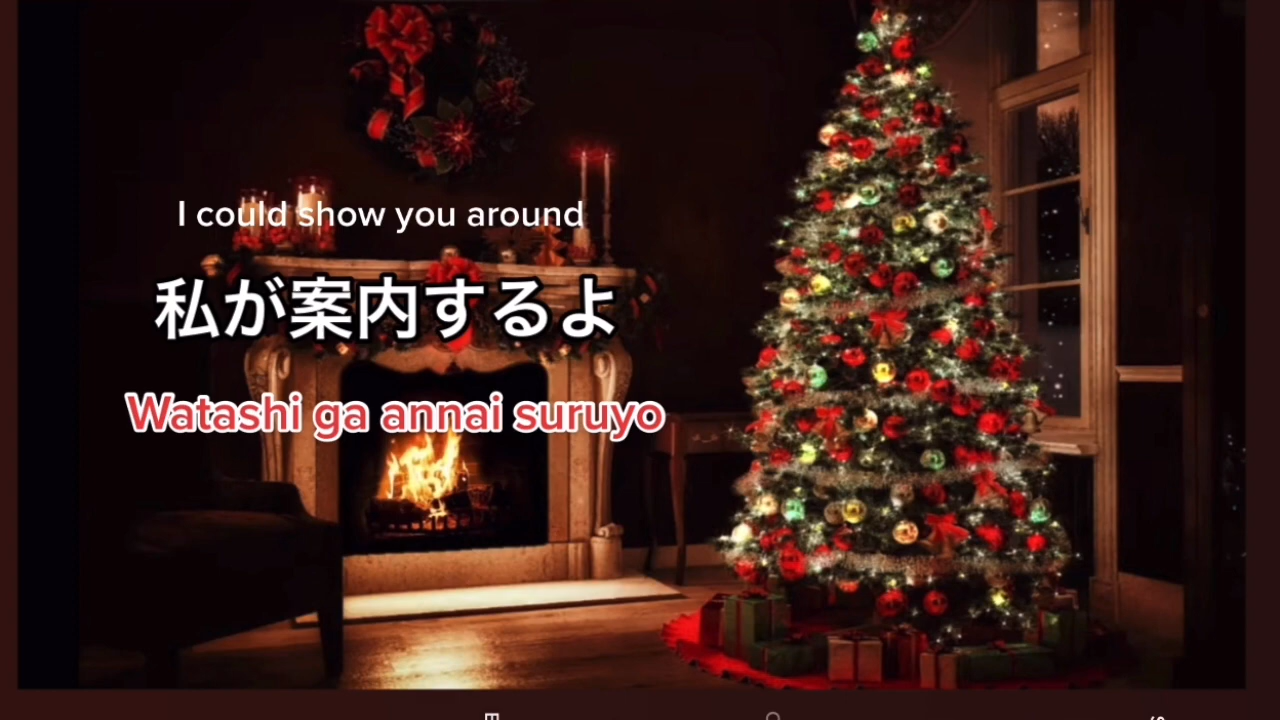 I could show you around
私が案内するよ
Watashi ga annai suruyo